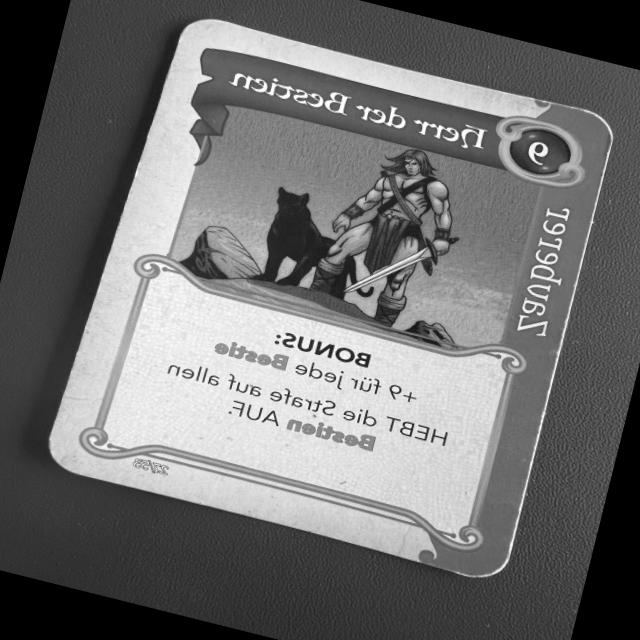 9
Herr der Bestien
Zauberer
BONUS:
+9 für jede Bestie
HEBT die Strafe auf allen
Bestien AUF.